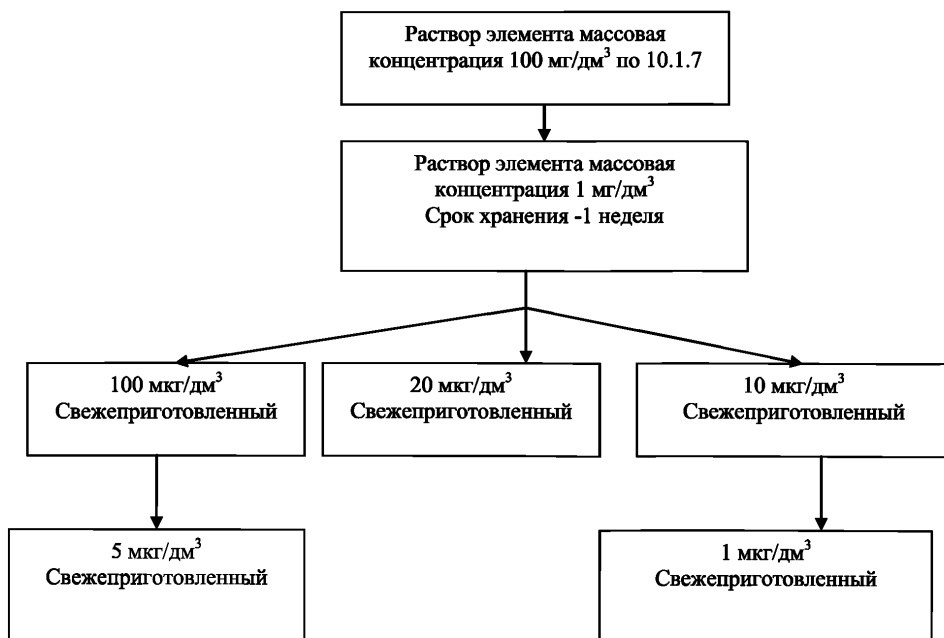 Раствор элемента массовая
концентрация 100 мг/дм³ по 10.1.7
Раствор элемента массовая
концентрация 1 мг/дм³
Срок хранения -1 неделя
100 мкг/дм³
Свежеприготовленный
20 мкг/дм³
Свежеприготовленный
10 мкг/дм³
Свежеприготовленный
5 мкг/дм³
Свежеприготовленный
1 мкг/дм³
Свежеприготовленный